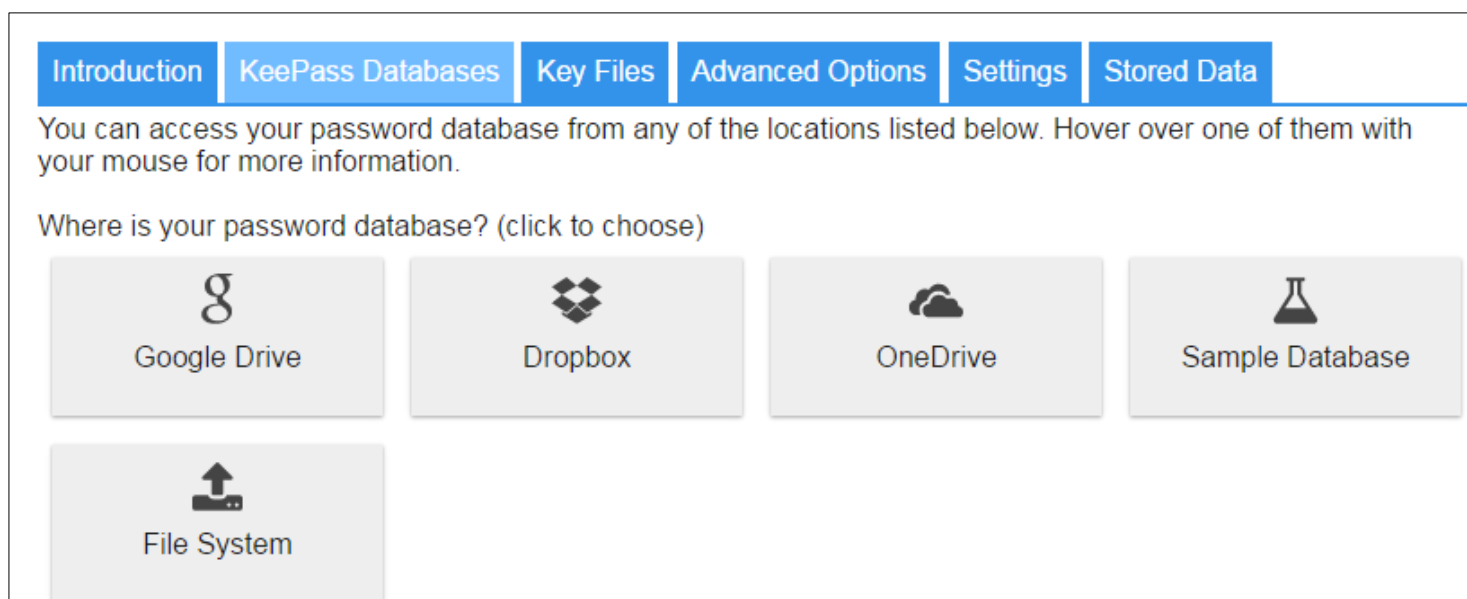 Introduction KeePass Databases Key Files Advanced Options Settings Stored Data
You can access your password database from any of the locations listed below. Hover over one of them with
your mouse for more information.
Where is your password database? (click to choose)
Google Drive Dropbox OneDrive Sample Database
File System